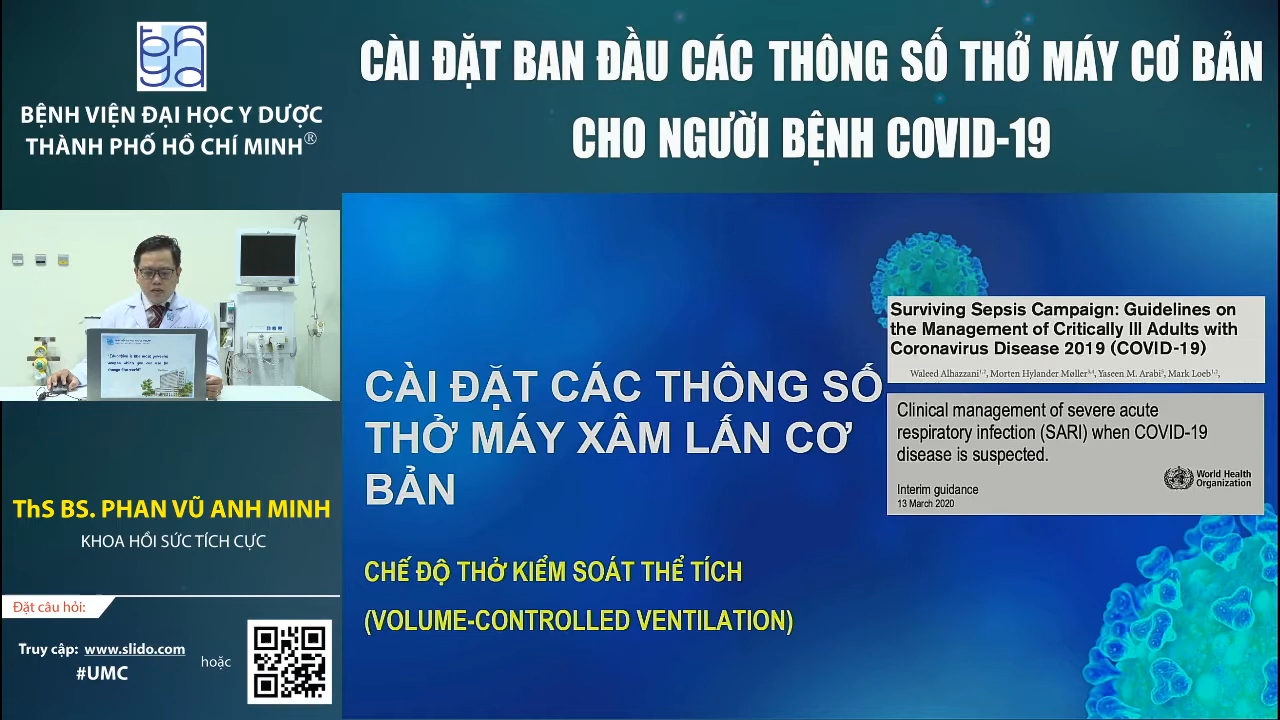 BỆNH VIỆN ĐẠI HỌC Y DƯỢC
THÀNH PHỐ HỒ CHÍ MINH®
CÀI ĐẶT BAN ĐẦU CÁC THÔNG SỐ THỞ MÁY CƠ BẢN
CHO NGƯỜI BỆNH COVID-19
ThS BS. PHAN VŨ ANH MINH
KHOA HỒI SỨC TÍCH CỰC
Đặt câu hỏi:
Truy cập: www.slido.com
#UMC
hoặc
CÀI ĐẶT CÁC THÔNG SỐ
THỞ MÁY XÂM LẤN CƠ
BẢN
CHẾ ĐỘ THỞ KIỂM SOÁT THỂ TÍCH
(VOLUME-CONTROLLED VENTILATION)
Surviving Sepsis Campaign: Guidelines on
the Management of Critically Ill Adults with
Coronavirus Disease 2019 (COVID-19)
Waleed Alhazzani, Morten Hylander Møller, Yaseen M. Arabi, Mark Loeb
Clinical management of severe acute
respiratory infection (SARI) when COVID-19
disease is suspected.
World Health
Organization
Interim guidance
13 March 2020